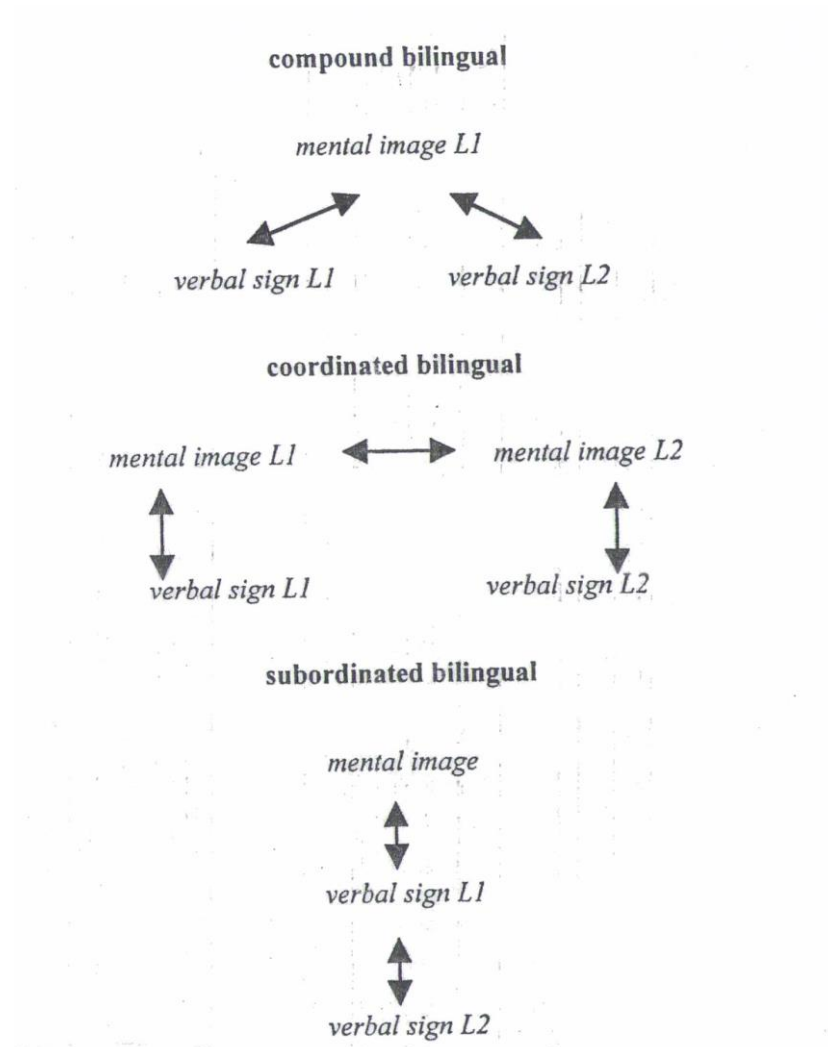 compound bilingual
mental image L1
verbal sign L1 verbal sign L2
coordinated bilingual
mental image L1 mental image L2
verbal sign L1 verbal sign L2
subordinated bilingual
mental image
verbal sign L1
verbal sign L2